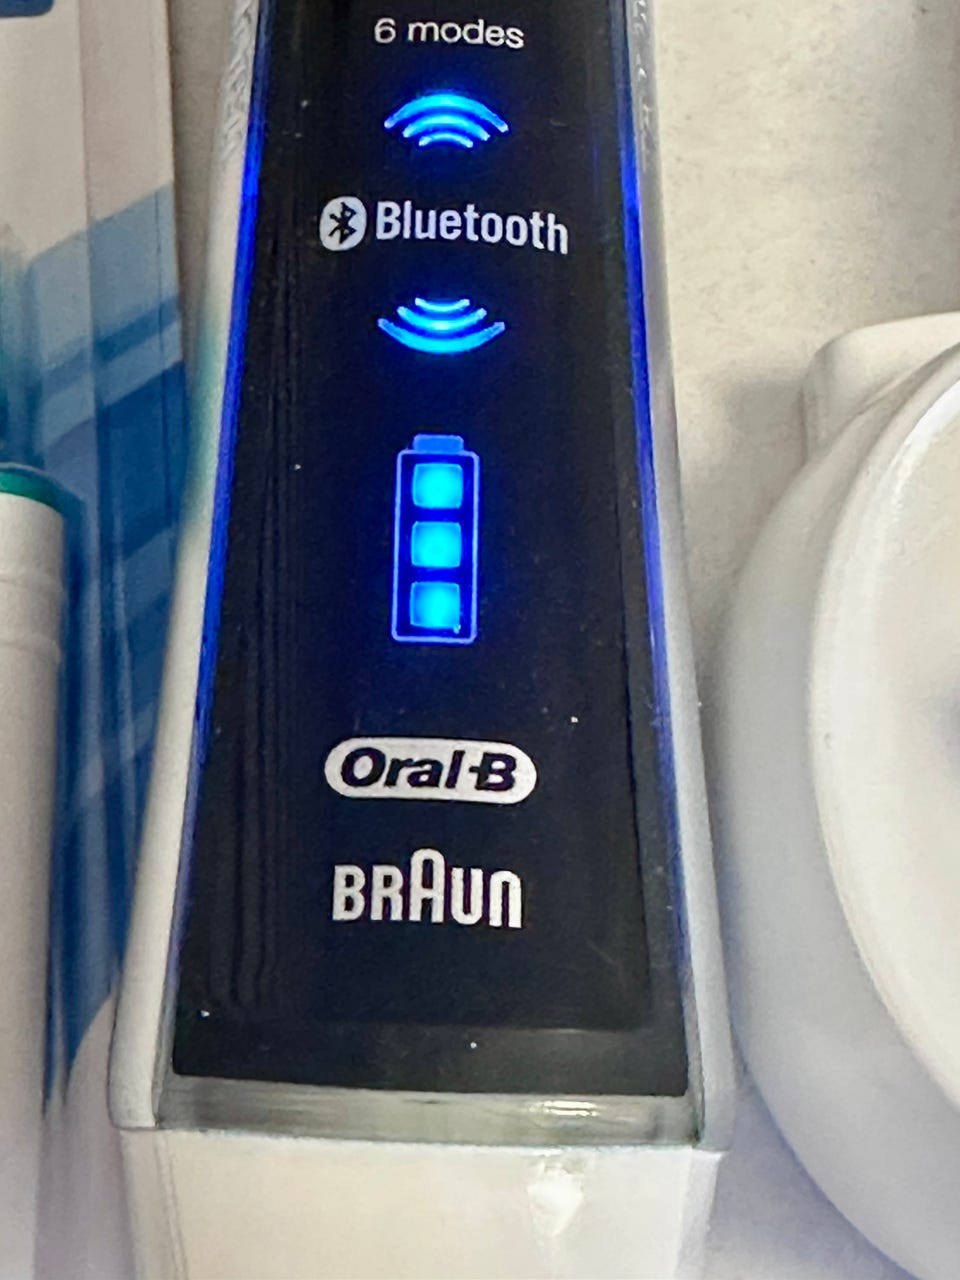 6 modes
Bluetooth
Oral-B
BRAUN